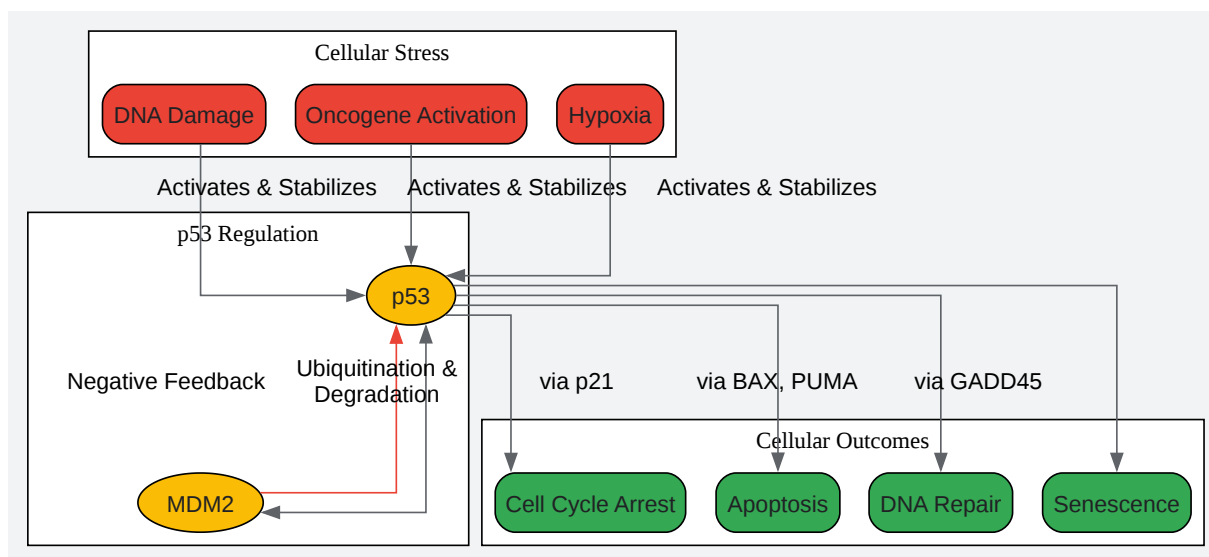 Cellular Stress
DNA Damage
Oncogene Activation
Hypoxia
Activates & Stabilizes
Activates & Stabilizes
Activates & Stabilizes
p53 Regulation
p53
Negative Feedback
Ubiquitination &
Degradation
via p21
via BAX, PUMA
via GADD45
Cellular Outcomes
MDM2
Cell Cycle Arrest
Apoptosis
DNA Repair
Senescence